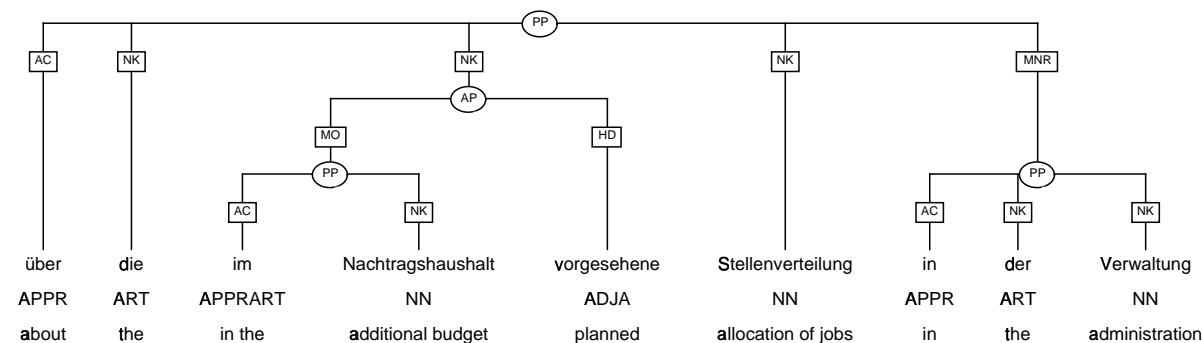 PP
AC NK NK NK MNR
AP
MO HD
PP PP
AC NK AC NK NK
über die im Nachtragshaushalt vorgesehene Stellenverteilung in der Verwaltung
APPR ART APPRART NN ADJA NN APPR ART NN
about the in the additional budget planned allocation of jobs in the administration